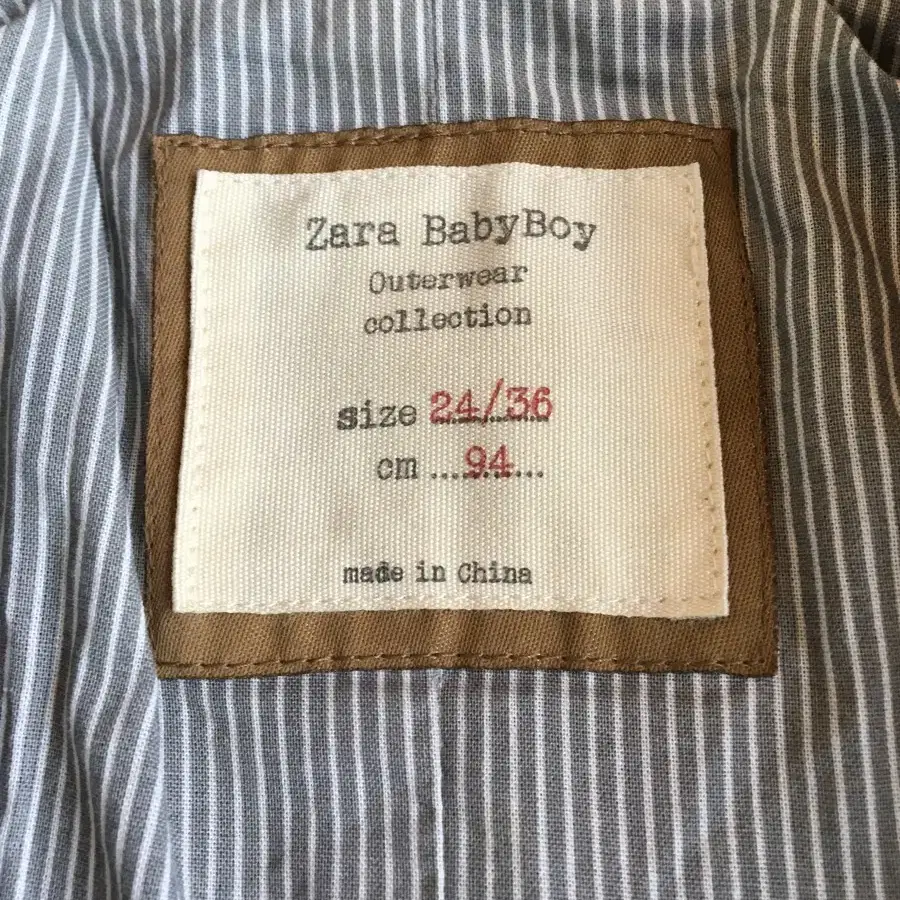 Zara BabyBoy
Outerwear
collection
size 24/36
cm ...94...
made in China